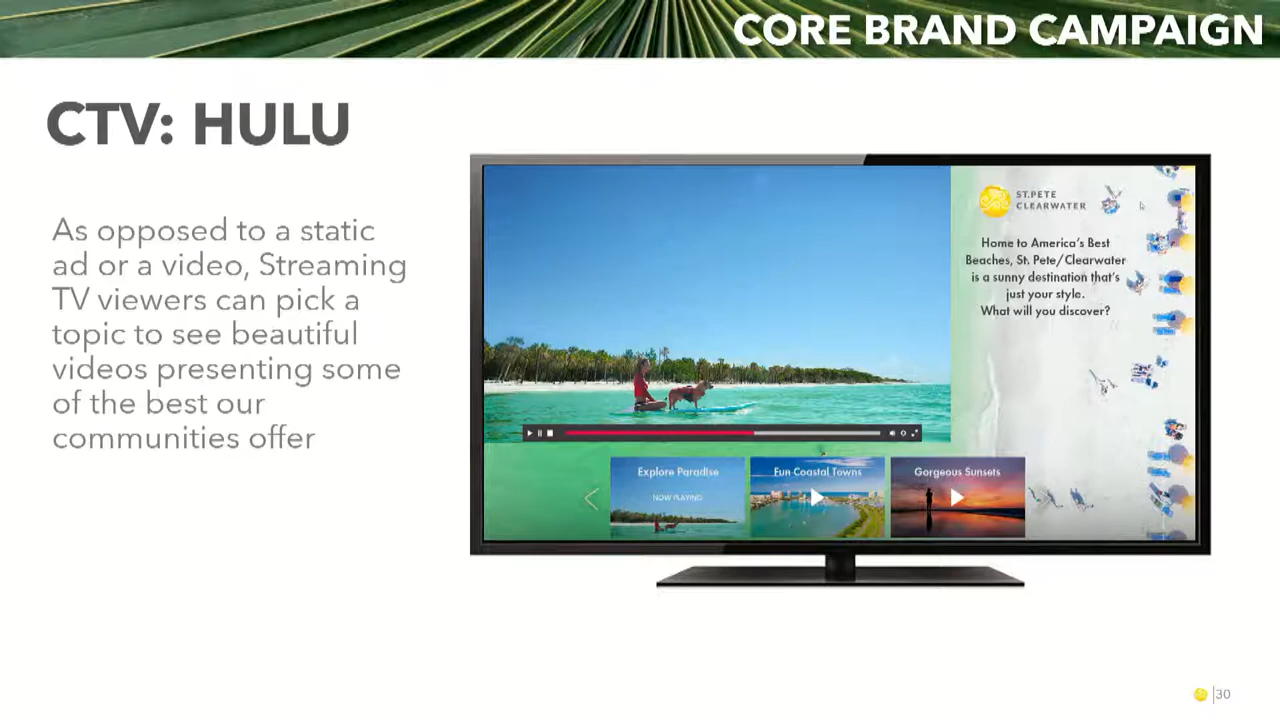 CORE BRAND CAMPAIGN
CTV: HULU
As opposed to a static
ad or a video, Streaming
TV viewers can pick a
topic to see beautiful
videos presenting some
of the best our
communities offer
ST.PETE
CLEARWATER
Home to America's Best
Beaches, St. Pete/Clearwater
is a sunny destination that's
just your style.
What will you discover?
Explore Paradise
NOW PLAYING
Fun Coastal Towns
Gorgeous Sunsets
30